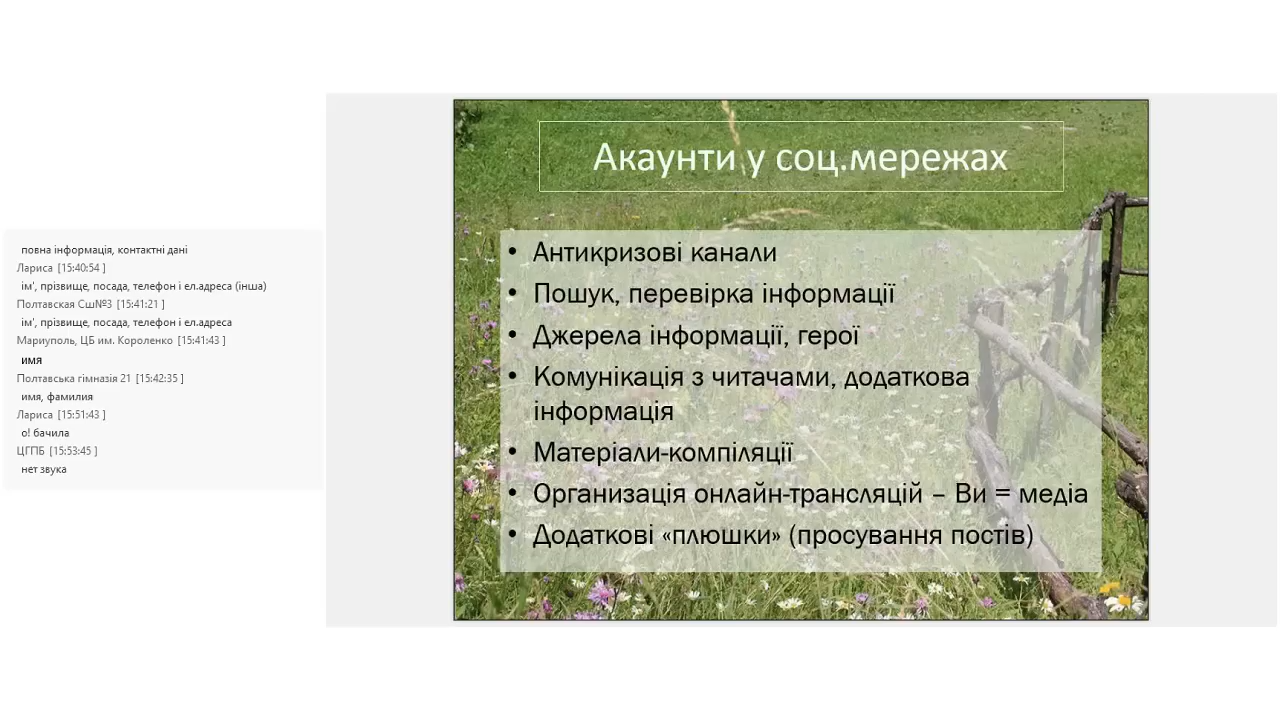 повна інформація, контактні дані
Лариса [15:40:54 ]
ім', прізвище, посада, телефон і ел.адреса (інша)
Полтавская Сш№3 [15:41:21 ]
ім', прізвище, посада, телефон і ел.адреса
Мариуполь, ЦБ им. Короленко [15:41:43 ]
имя
Полтавська гімназія 21 [15:42:35 ]
имя, фамилия
Лариса [15:51:43 ]
о! бачила
ЦГПБ [15:53:45 ]
нет звука
Акаунти у соц.мережах
• Антикризові канали
• Пошук, перевірка інформації
• Джерела інформації, герої
• Комунікація з читачами, додаткова
інформація
• Матеріали-компіляції
• Организація онлайн-трансляцій – Ви = медіа
• Додаткові «плюшки» (просування постів)